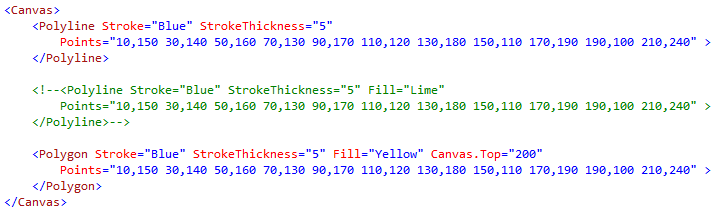 <Canvas>
<Polyline Stroke="Blue" StrokeThickness="5"
Points="10,150 30,140 50,160 70,130 90,170 110,120 130,180 150,110 170,190 190,100 210,240" >
</Polyline>
<!--<Polyline Stroke="Blue" StrokeThickness="5" Fill="Lime"
Points="10,150 30,140 50,160 70,130 90,170 110,120 130,180 150,110 170,190 190,100 210,240" >
</Polyline>-->
<Polygon Stroke="Blue" StrokeThickness="5" Fill="Yellow" Canvas.Top="200"
Points="10,150 30,140 50,160 70,130 90,170 110,120 130,180 150,110 170,190 190,100 210,240" >
</Polygon>
</Canvas>